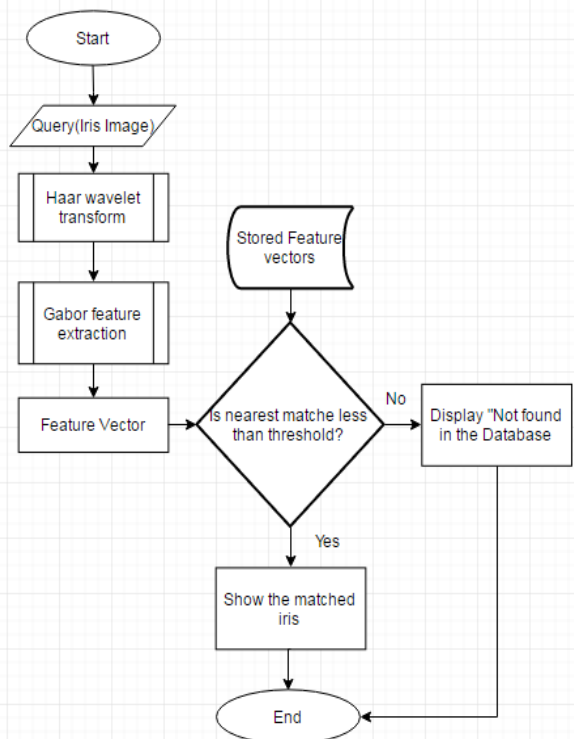 Start
Query(Iris Image)
Haar wavelet
transform
Stored Feature
vectors
Gabor feature
extraction
Feature Vector
Is nearest matche less
than threshold?
No
Display "Not found
in the Database
Yes
Show the matched
iris
End